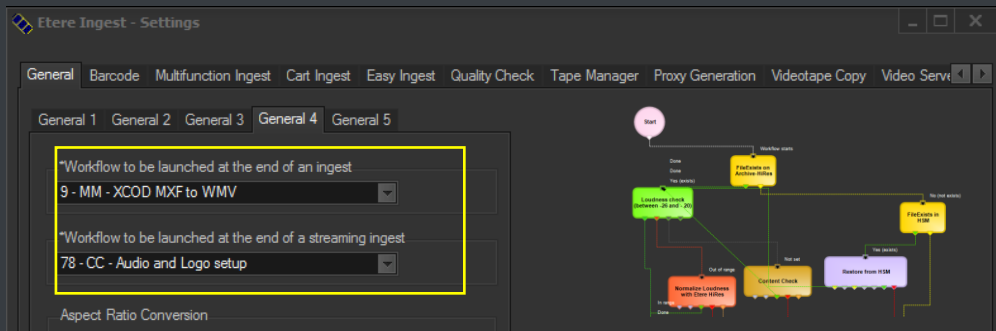 Etere Ingest - Settings
General Barcode Multifunction Ingest Cart Ingest Easy Ingest Quality Check Tape Manager Proxy Generation Videotape Copy Video Serve
General 1 General 2 General 3 General 4 General 5
*Workflow to be launched at the end of an ingest
9 - MM - XCOD MXF to WMV
*Workflow to be launched at the end of a streaming ingest
78 - CC - Audio and Logo setup
Aspect Ratio Conversion
Start
Workflow starts
Done
Done
Yes (exists)
FileExists on
Archive-HiRes
No (not exists)
Loudness check
(between -26 and - 20)
FileExists in
HSM
Yes (exists)
Not set
Out of range
Content Check
Restore from HSM
Normalize Loudness
with Etere HiRes
In range
Done